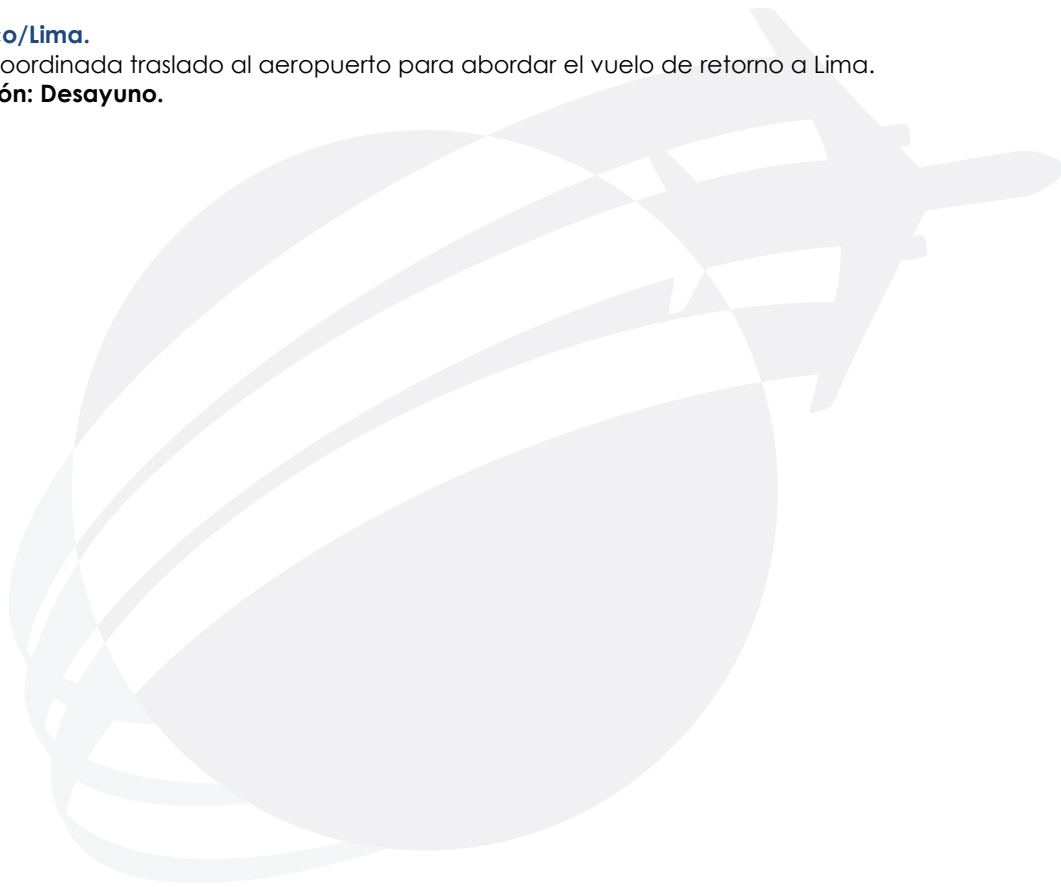 o/Lima.
oordinada traslado al aeropuerto para abordar el vuelo de retorno a Lima.
ón: Desayuno.